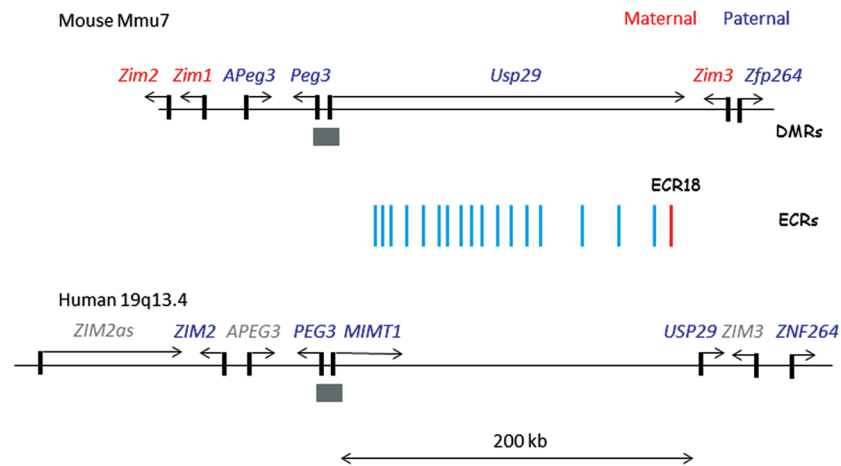 Mouse Mmu7 Maternal Paternal
Zim2 Zim1 APeg3 Peg3 Usp29 Zim3 Zfp264
DMRs
ECR18
ECRs
Human 19q13.4
ZIM2as ZIM2 APEG3 PEG3 MIMT1 USP29 ZIM3 ZNF264
200 kb